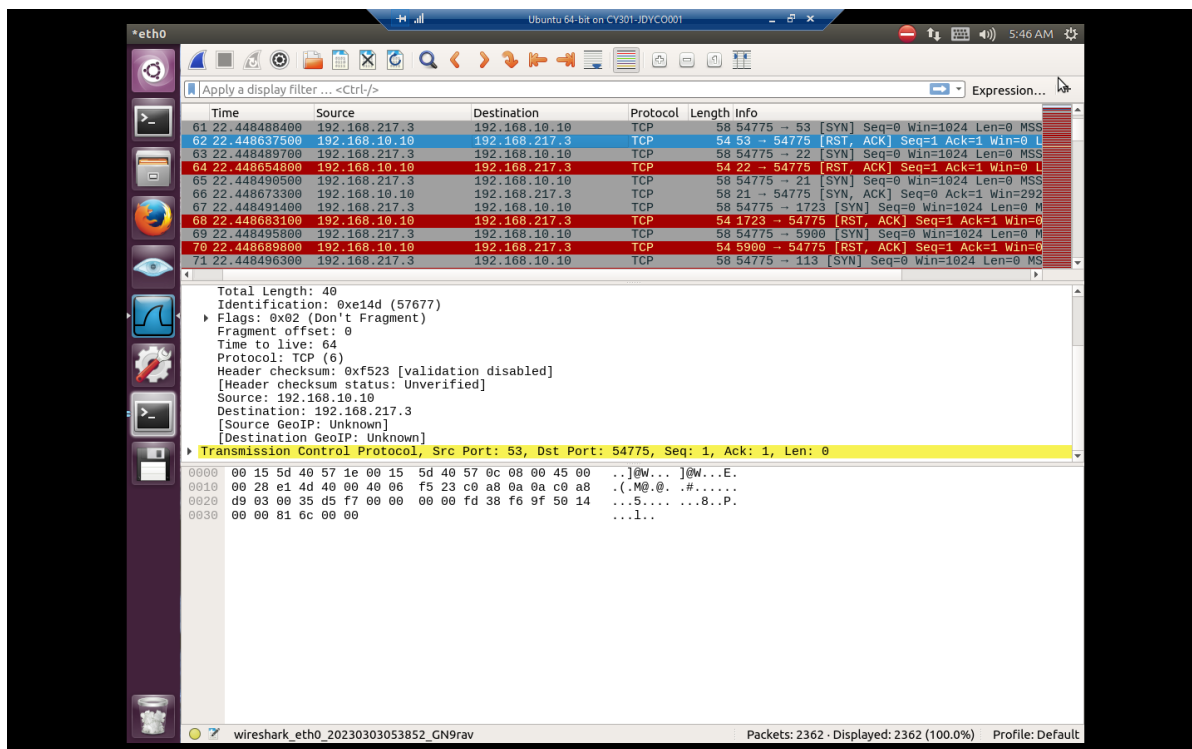 Ubuntu 64-bit on CY301-JDYCO001
*eth0
5:46 AM
Apply a display filter … <Ctrl-/>
Expression…
Time Source Destination Protocol Length Info
61 22.448488400 192.168.217.3 192.168.10.10 TCP 58 54775 → 53 [SYN] Seq=0 Win=1024 Len=0 MSS
62 22.448637500 192.168.10.10 192.168.217.3 TCP 54 53 → 54775 [RST, ACK] Seq=1 Ack=1 Win=0 L
63 22.448489700 192.168.217.3 192.168.10.10 TCP 58 54775 → 22 [SYN] Seq=0 Win=1024 Len=0 MSS
64 22.448654800 192.168.10.10 192.168.217.3 TCP 54 22 → 54775 [RST, ACK] Seq=1 Ack=1 Win=0 L
65 22.448490500 192.168.217.3 192.168.10.10 TCP 58 54775 → 21 [SYN] Seq=0 Win=1024 Len=0 MSS
66 22.448673300 192.168.10.10 192.168.217.3 TCP 58 21 → 54775 [SYN, ACK] Seq=0 Ack=1 Win=292
67 22.448491400 192.168.217.3 192.168.10.10 TCP 58 54775 → 1723 [SYN] Seq=0 Win=1024 Len=0 M
68 22.448683100 192.168.10.10 192.168.217.3 TCP 54 1723 → 54775 [RST, ACK] Seq=1 Ack=1 Win=0
69 22.448495800 192.168.217.3 192.168.10.10 TCP 58 54775 → 5900 [SYN] Seq=0 Win=1024 Len=0 M
70 22.448689800 192.168.10.10 192.168.217.3 TCP 54 5900 → 54775 [RST, ACK] Seq=1 Ack=1 Win=0
71 22.448496300 192.168.217.3 192.168.10.10 TCP 58 54775 → 113 [SYN] Seq=0 Win=1024 Len=0 MS
Total Length: 40
Identification: 0xe14d (57677)
Flags: 0x02 (Don't Fragment)
Fragment offset: 0
Time to live: 64
Protocol: TCP (6)
Header checksum: 0xf523 [validation disabled]
[Header checksum status: Unverified]
Source: 192.168.10.10
Destination: 192.168.217.3
[Source GeoIP: Unknown]
[Destination GeoIP: Unknown]
Transmission Control Protocol, Src Port: 53, Dst Port: 54775, Seq: 1, Ack: 1, Len: 0
0000 00 15 5d 40 57 1e 00 15 5d 40 57 0c 08 00 45 00 ..]@W... ]@W...E.
0010 00 28 e1 4d 40 00 40 06 f5 23 c0 a8 0a 0a c0 a8 .(.M@.@. .#......
0020 d9 03 00 35 d5 f7 00 00 00 00 fd 38 f6 9f 50 14 ...5.... ...8..P.
0030 00 00 81 6c 00 00 ...l..
wireshark_eth0_20230303053852_GN9rav Packets: 2362 · Displayed: 2362 (100.0%) Profile: Default